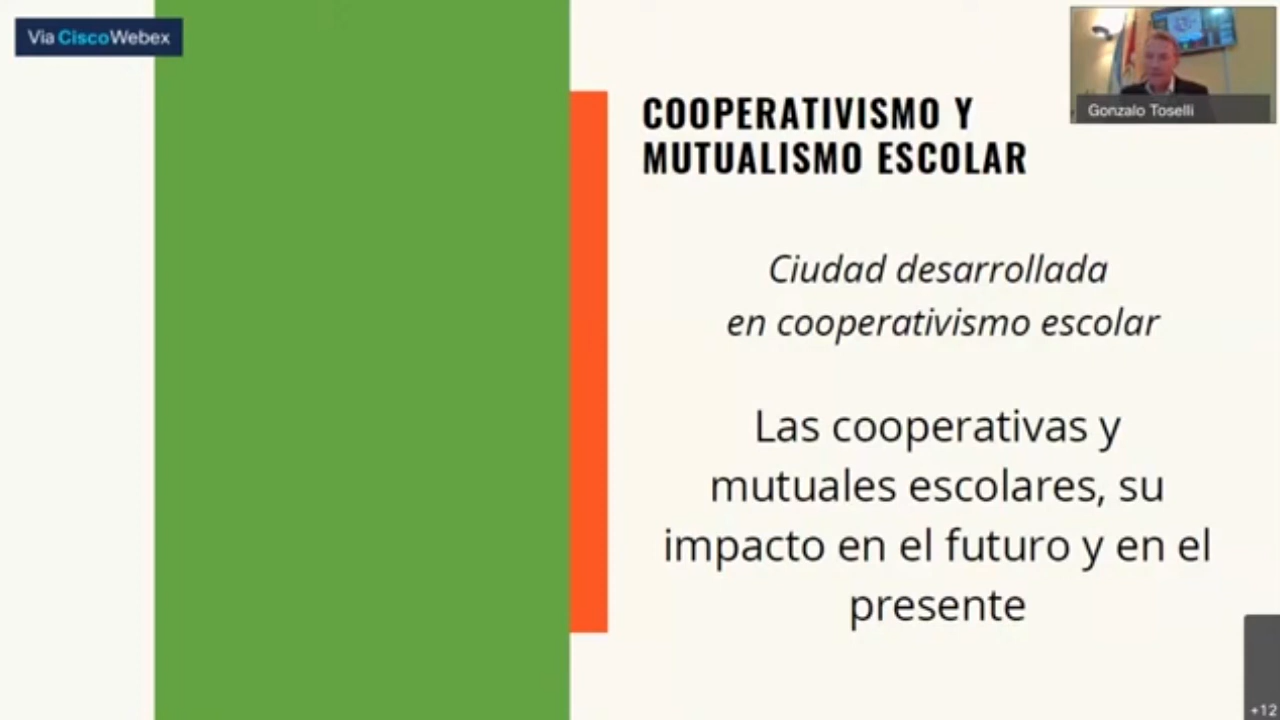 Via CiscoWebex
Gonzalo Toselli
COOPERATIVISMO Y
MUTUALISMO ESCOLAR
Ciudad desarrollada
en cooperativismo escolar
Las cooperativas y
mutuales escolares, su
impacto en el futuro y en el
presente
+12